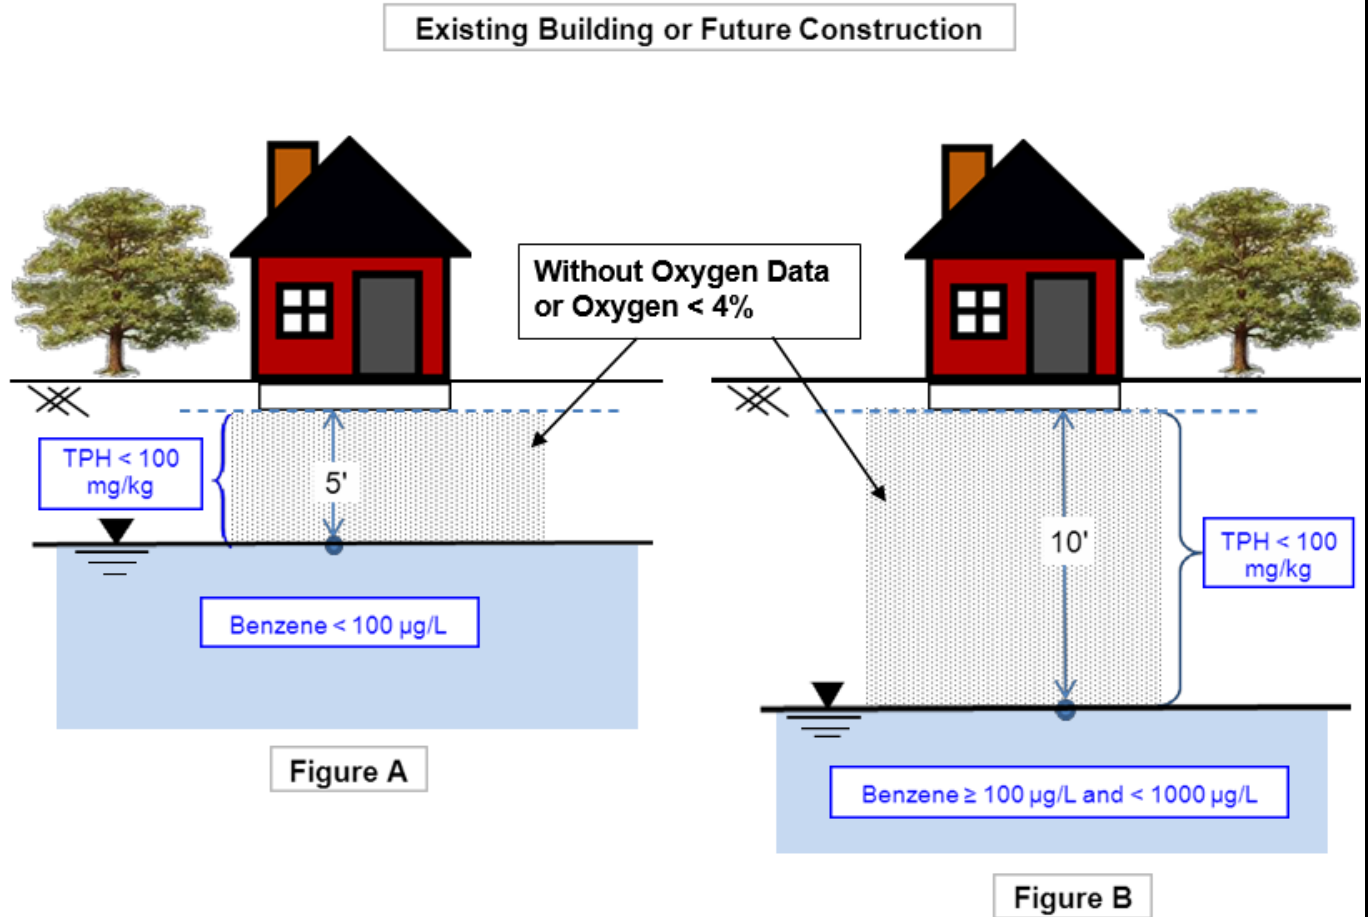 Existing Building or Future Construction
Without Oxygen Data
or Oxygen < 4%
TPH < 100
mg/kg
5'
Benzene < 100 µg/L
Figure A
10'
TPH < 100
mg/kg
Benzene ≥ 100 µg/L and < 1000 µg/L
Figure B